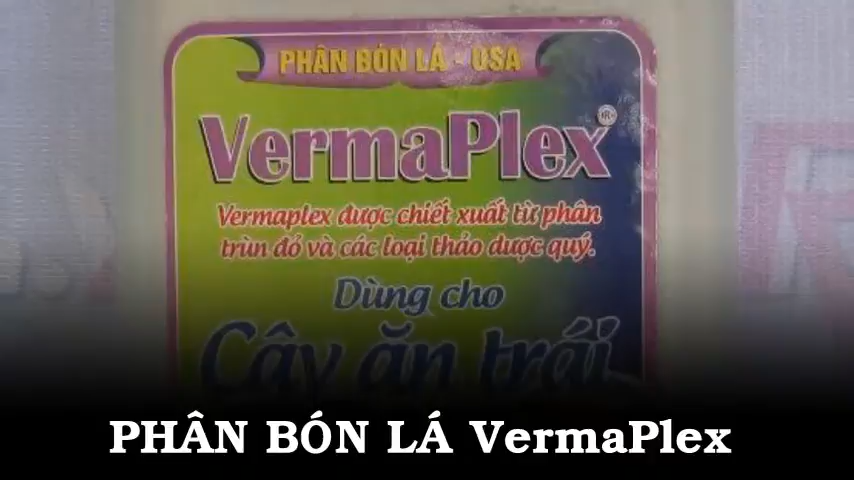 PHÂN BÓN LÁ - USA
VermaPlex®
Vermaplex được chiết xuất từ phân
trùn đỏ và các loại thảo dược quý.
Dùng cho
Cây ăn trái
PHÂN BÓN LÁ VermaPlex